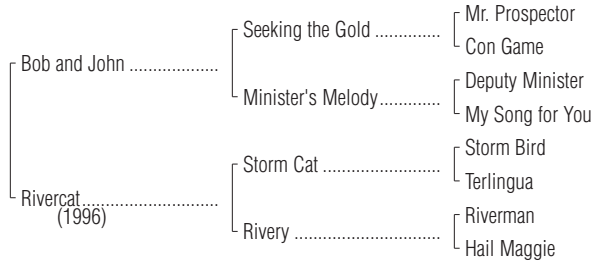 Mr. Prospector
Seeking the Gold ..............
Con Game
Bob and John ...................
Deputy Minister
Minister's Melody.............
My Song for You
Storm Bird
Storm Cat .........................
Terlingua
Rivercat.............................
(1996)
Riverman
Rivery ...............................
Hail Maggie